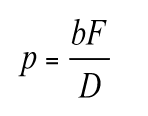 p = bF / D